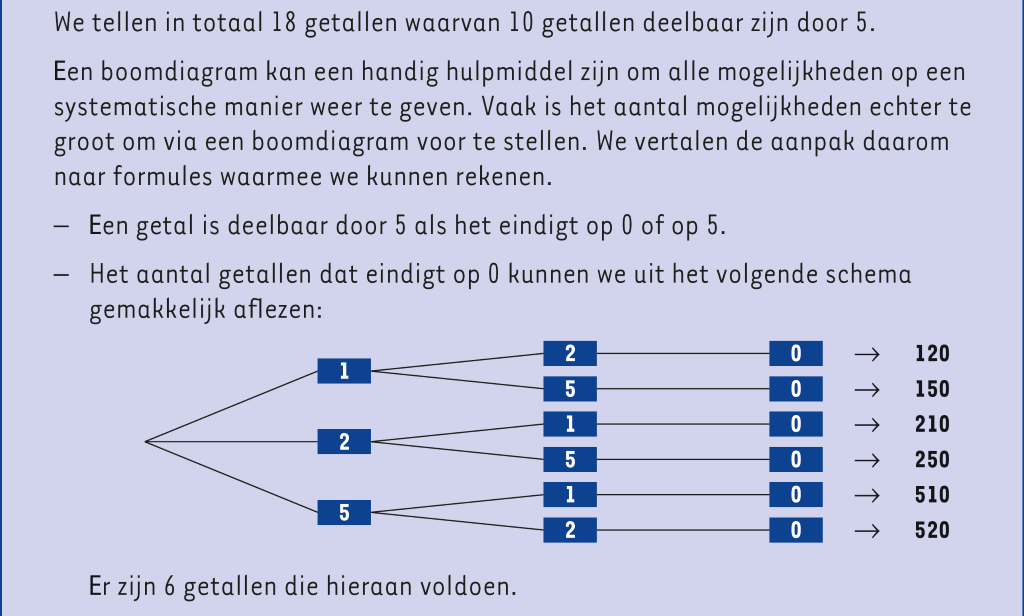 We tellen in totaal 18 getallen waarvan 10 getallen deelbaar zijn door 5.
Een boomdiagram kan een handig hulpmiddel zijn om alle mogelijkheden op een
systematische manier weer te geven. Vaak is het aantal mogelijkheden echter te
groot om via een boomdiagram voor te stellen. We vertalen de aanpak daarom
naar formules waarmee we kunnen rekenen.
– Een getal is deelbaar door 5 als het eindigt op 0 of op 5.
– Het aantal getallen dat eindigt op 0 kunnen we uit het volgende schema
gemakkelijk aflezen:
2 0 → 120
1
5 0 → 150
1 0 → 210
2
5 0 → 250
1 0 → 510
5
2 0 → 520
Er zijn 6 getallen die hieraan voldoen.